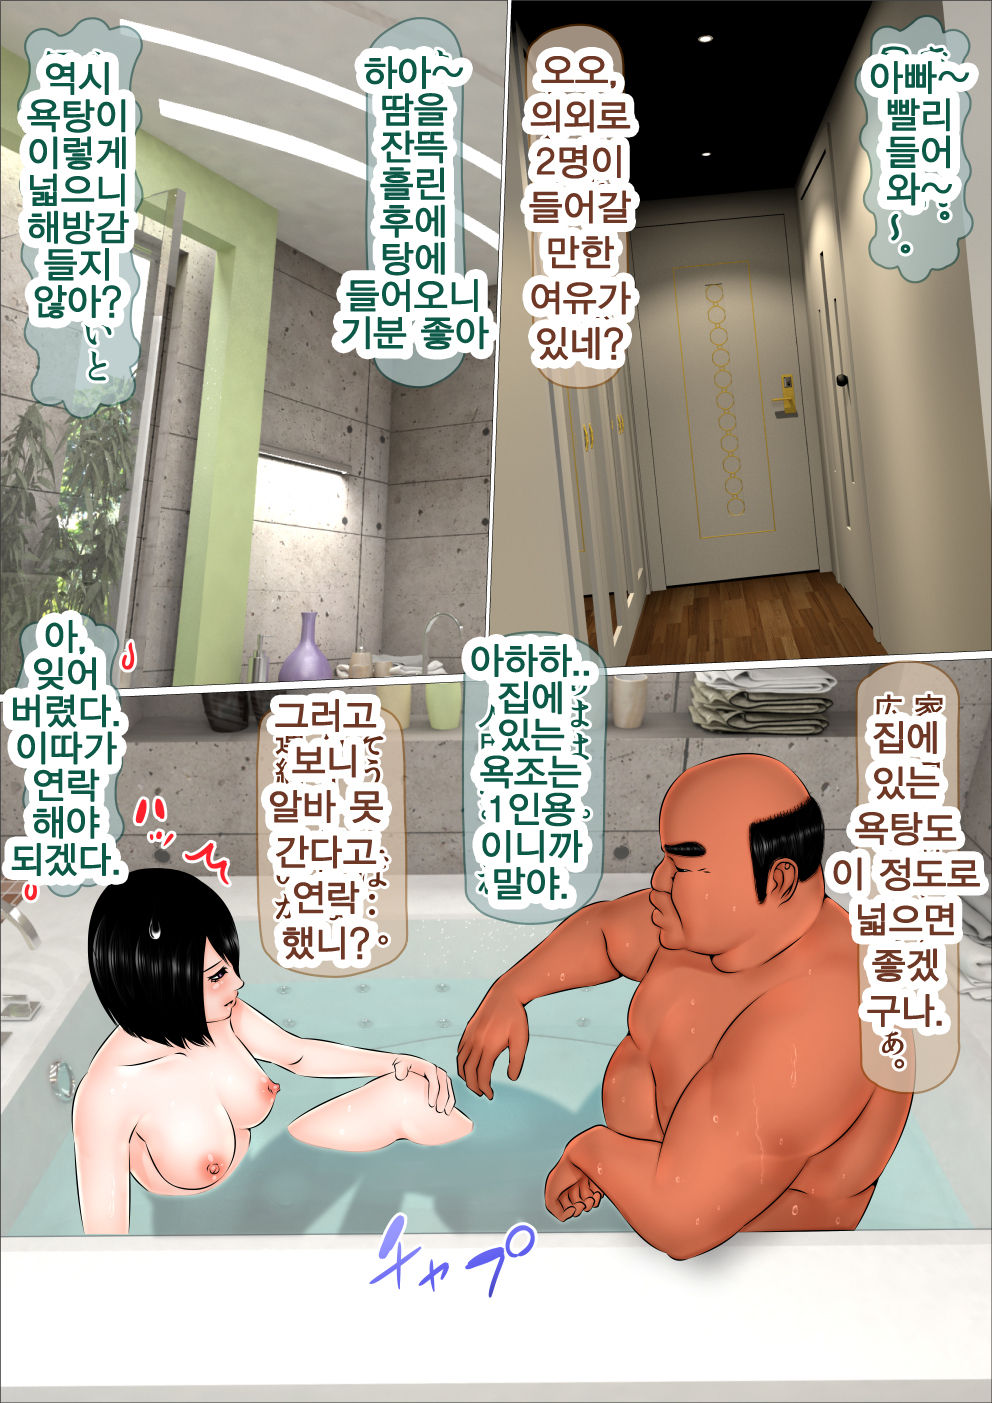 아빠~
빨리
들어
와~。
~。
오오,
의외로
2명이
들어갈
만한
여유가
있네?
하아~
땀을
잔뜩
흘린
후에
탕에
들어오니
기분 좋아
역시
욕탕이
이렇게
넓으니
해방감
들지
않아?
いと
집에
있는
욕탕도
이 정도로
넓으면
좋겠
구나.
ぁ。
아하하..
집에
있는
욕조는
1인용
이니까
말야.
그러고
보니
알바 못
간다고
연락
했니?
아,
잊어
버렸다.
이따가
연락
해야
되겠다.
チャプ